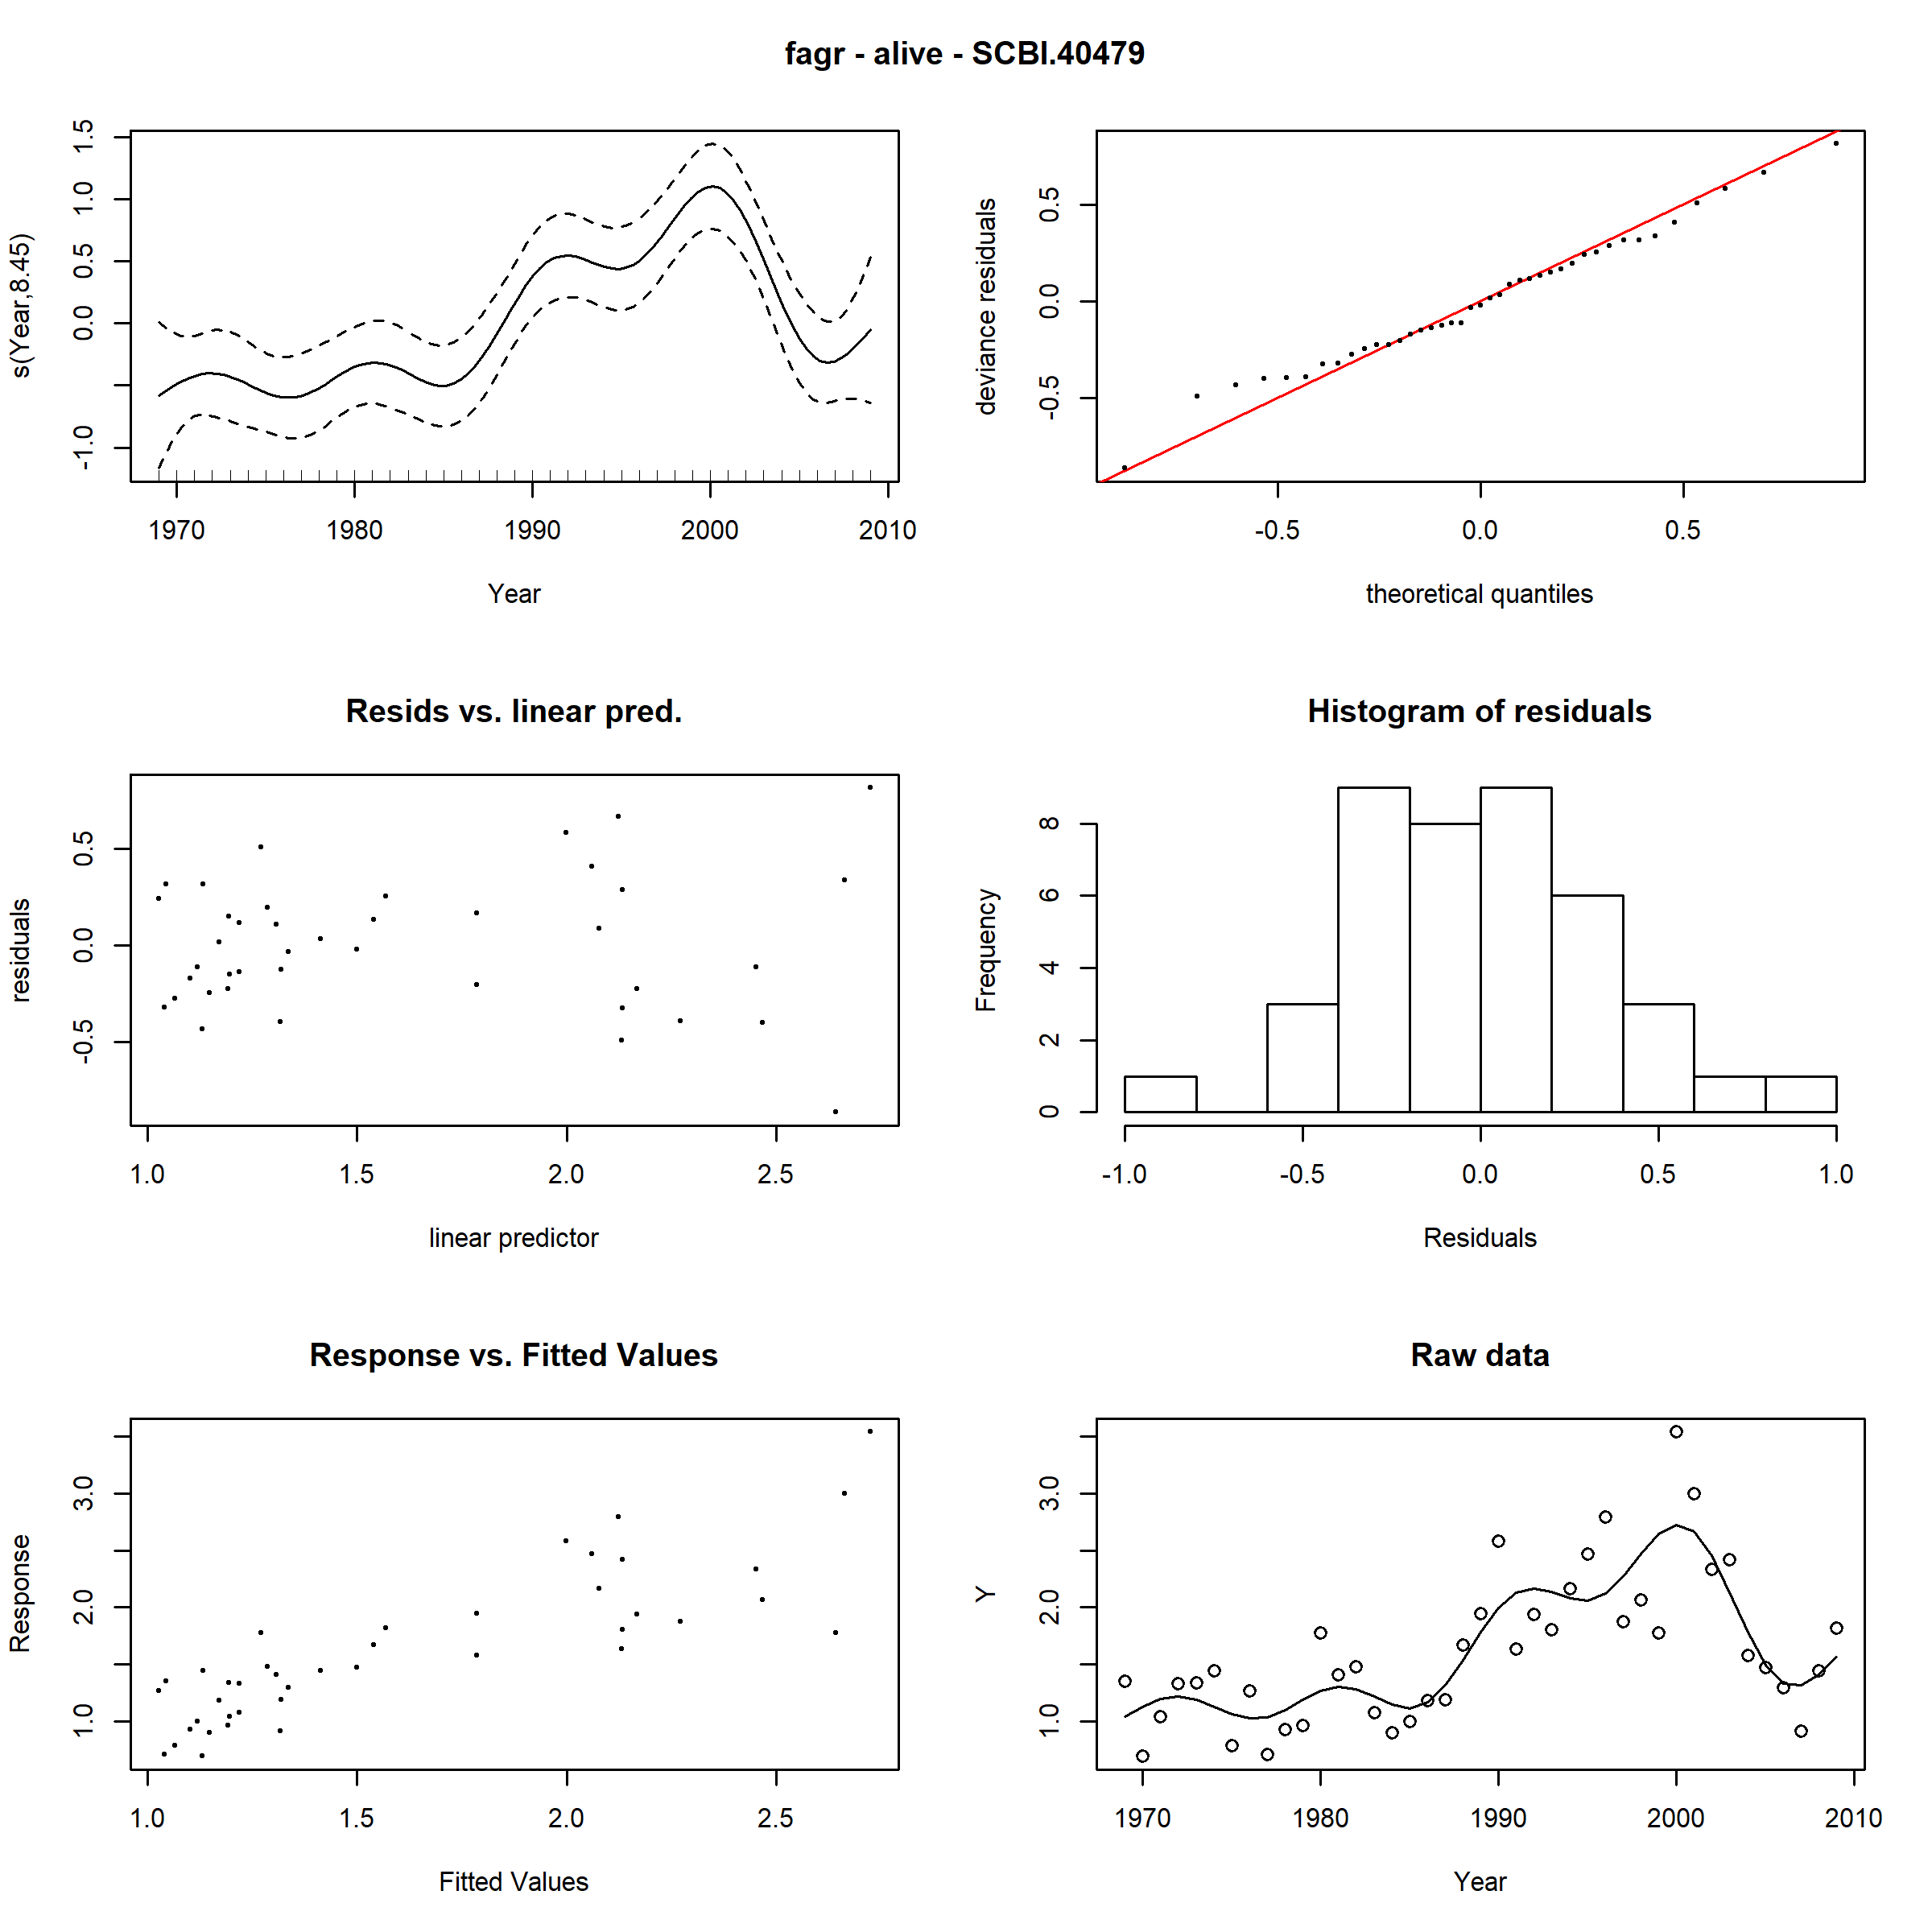 fagr - alive - SCBI.40479
s(Year,8.45)
-1.0 0.0 0.5 1.0 1.5
1970 1980 1990 2000 2010
Year
deviance residuals
-0.5 0.0 0.5
-0.5 0.0 0.5
theoretical quantiles
Resids vs. linear pred.
residuals
-0.5 0.0 0.5
1.0 1.5 2.0 2.5
linear predictor
Histogram of residuals
Frequency
0 2 4 6 8
-1.0 -0.5 0.0 0.5 1.0
Residuals
Response vs. Fitted Values
Response
1.0 2.0 3.0
1.0 1.5 2.0 2.5
Fitted Values
Raw data
Y
1.0 2.0 3.0
1970 1980 1990 2000 2010
Year